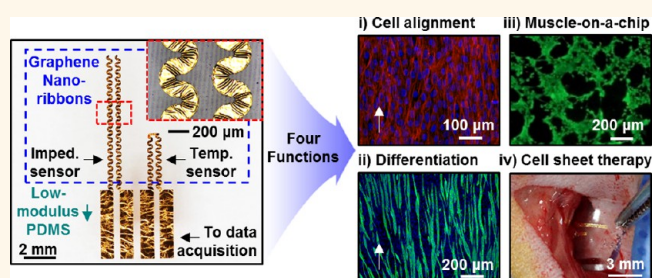 Graphene
Nano-
ribbons
200 µm
Imped.
sensor
Temp.
sensor
Low-
modulus
PDMS
2 mm
To data
acquisition
Four
Functions
i) Cell alignment
100 µm
ii) Differentiation
200 µm
iii) Muscle-on-a-chip
200 µm
iv) Cell sheet therapy
3 mm